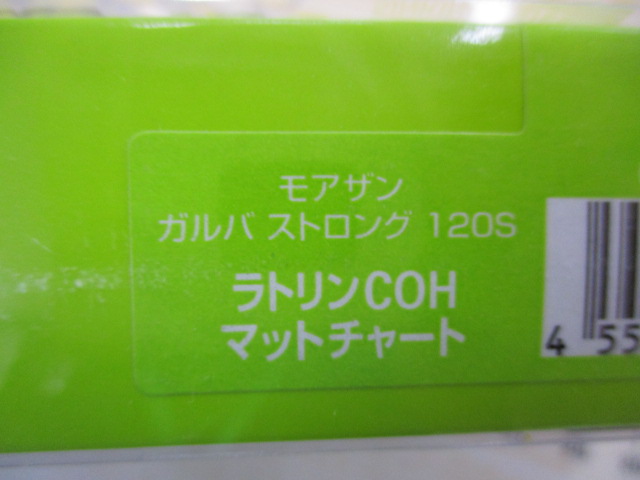 モアザン
ガルバ ストロング 120S
ラトリンCOH
マットチャート
4 55